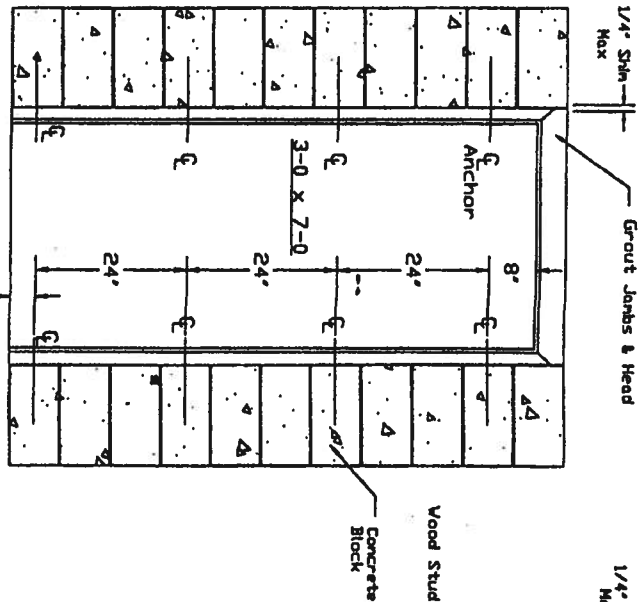 1/4" Shim
Max
Grout Jambs & Head
Anchor
℄
℄
℄
℄
3-0 x 7-0
8"
24"
24"
24"
℄
℄
℄
℄
Concrete
Block
Wood Stud
1/4"